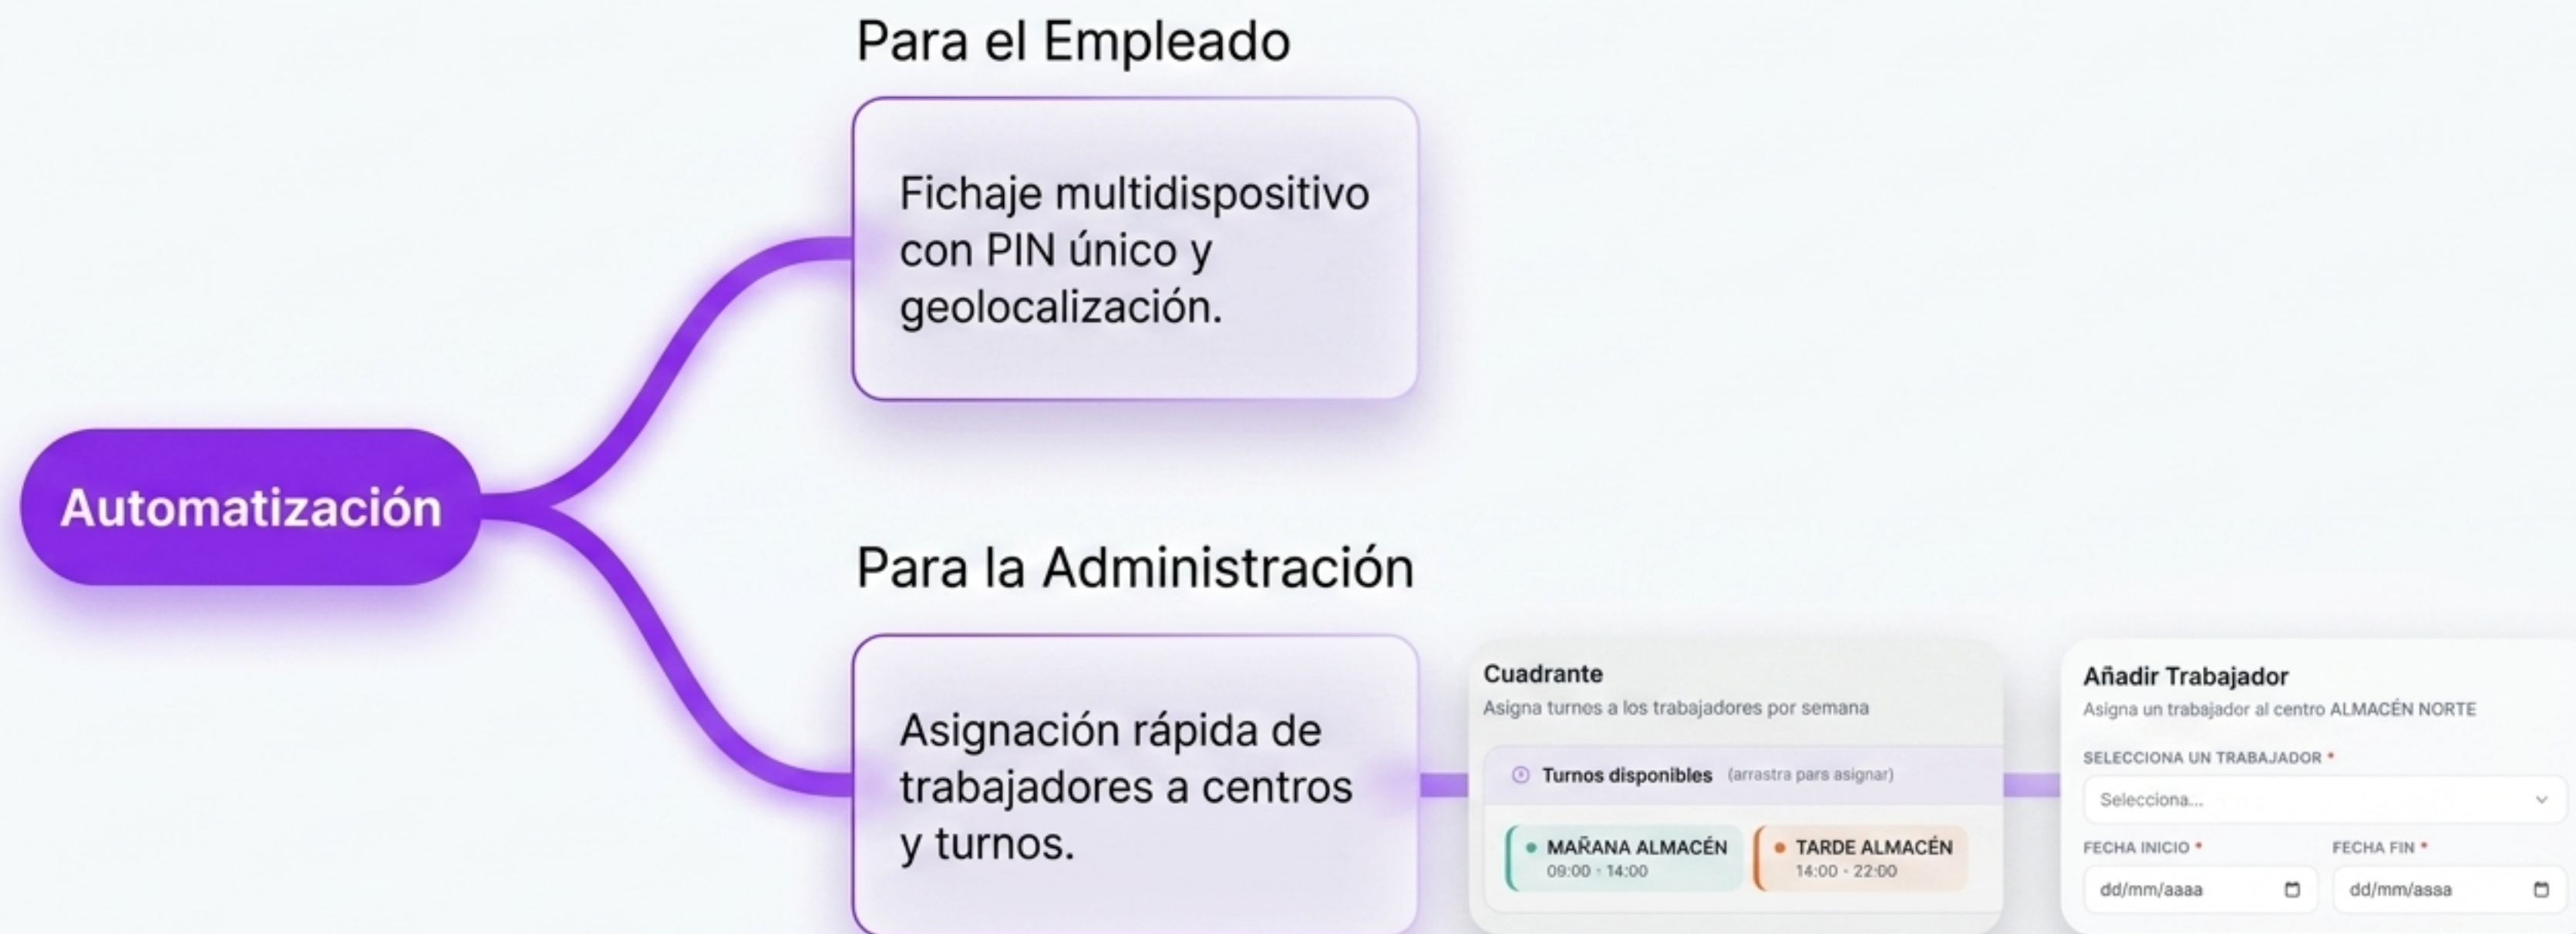 Para el Empleado
Fichaje multidispositivo
con PIN único y
geolocalización.
Automatización
Para la Administración
Asignación rápida de
trabajadores a centros
y turnos.
Cuadrante
Asigna turnes a los trabajadores por semana
Turnos disponibles (arrastra pars asignar)
MAÑANA ALMACÉN
09:00 - 14:00
TARDE ALMACÉN
14:00 - 22:00
Añadir Trabajador
Asigna un trabajador al centro ALMACÉN NORTE
SELECCIONA UN TRABAJADOR *
Selecciona...
FECHA INICIO * FECHA FIN *
dd/mm/aaaa dd/mm/asaa